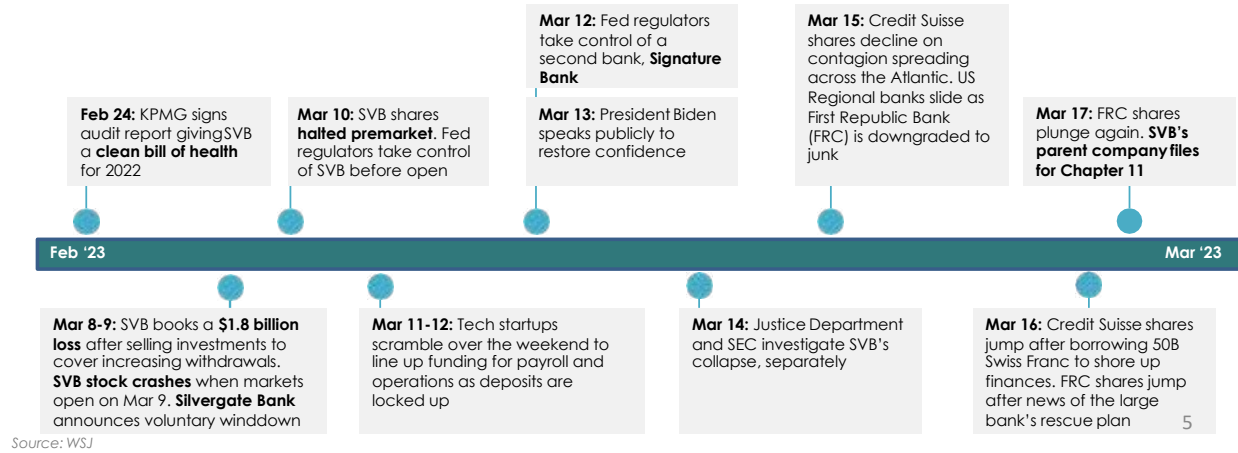 Feb 24: KPMG signs
audit report givingSVB
a clean bill of health
for 2022
Mar 10: SVB shares
halted premarket. Fed
regulators take control
of SVB before open
Mar 12: Fed regulators
take control of a
second bank, Signature
Bank
Mar 13: President Biden
speaks publicly to
restore confidence
Mar 15: Credit Suisse
shares decline on
contagion spreading
across the Atlantic. US
Regional banks slide as
First Republic Bank
(FRC) is downgraded to
junk
Mar 17: FRC shares
plunge again. SVB's
parent company files
for Chapter 11
Feb '23
Mar '23
Mar 8-9: SVB books a $1.8 billion
loss after selling investments to
cover increasing withdrawals.
SVB stock crashes when markets
open on Mar 9. Silvergate Bank
announces voluntary winddown
Mar 11-12: Tech startups
scramble over the weekend to
line up funding for payroll and
operations as deposits are
locked up
Mar 14: Justice Department
and SEC investigate SVB's
collapse, separately
Mar 16: Credit Suisse shares
jump after borrowing 50B
Swiss Franc to shore up
finances. FRC shares jump
after news of the large
bank's rescue plan
5
Source: WSJ